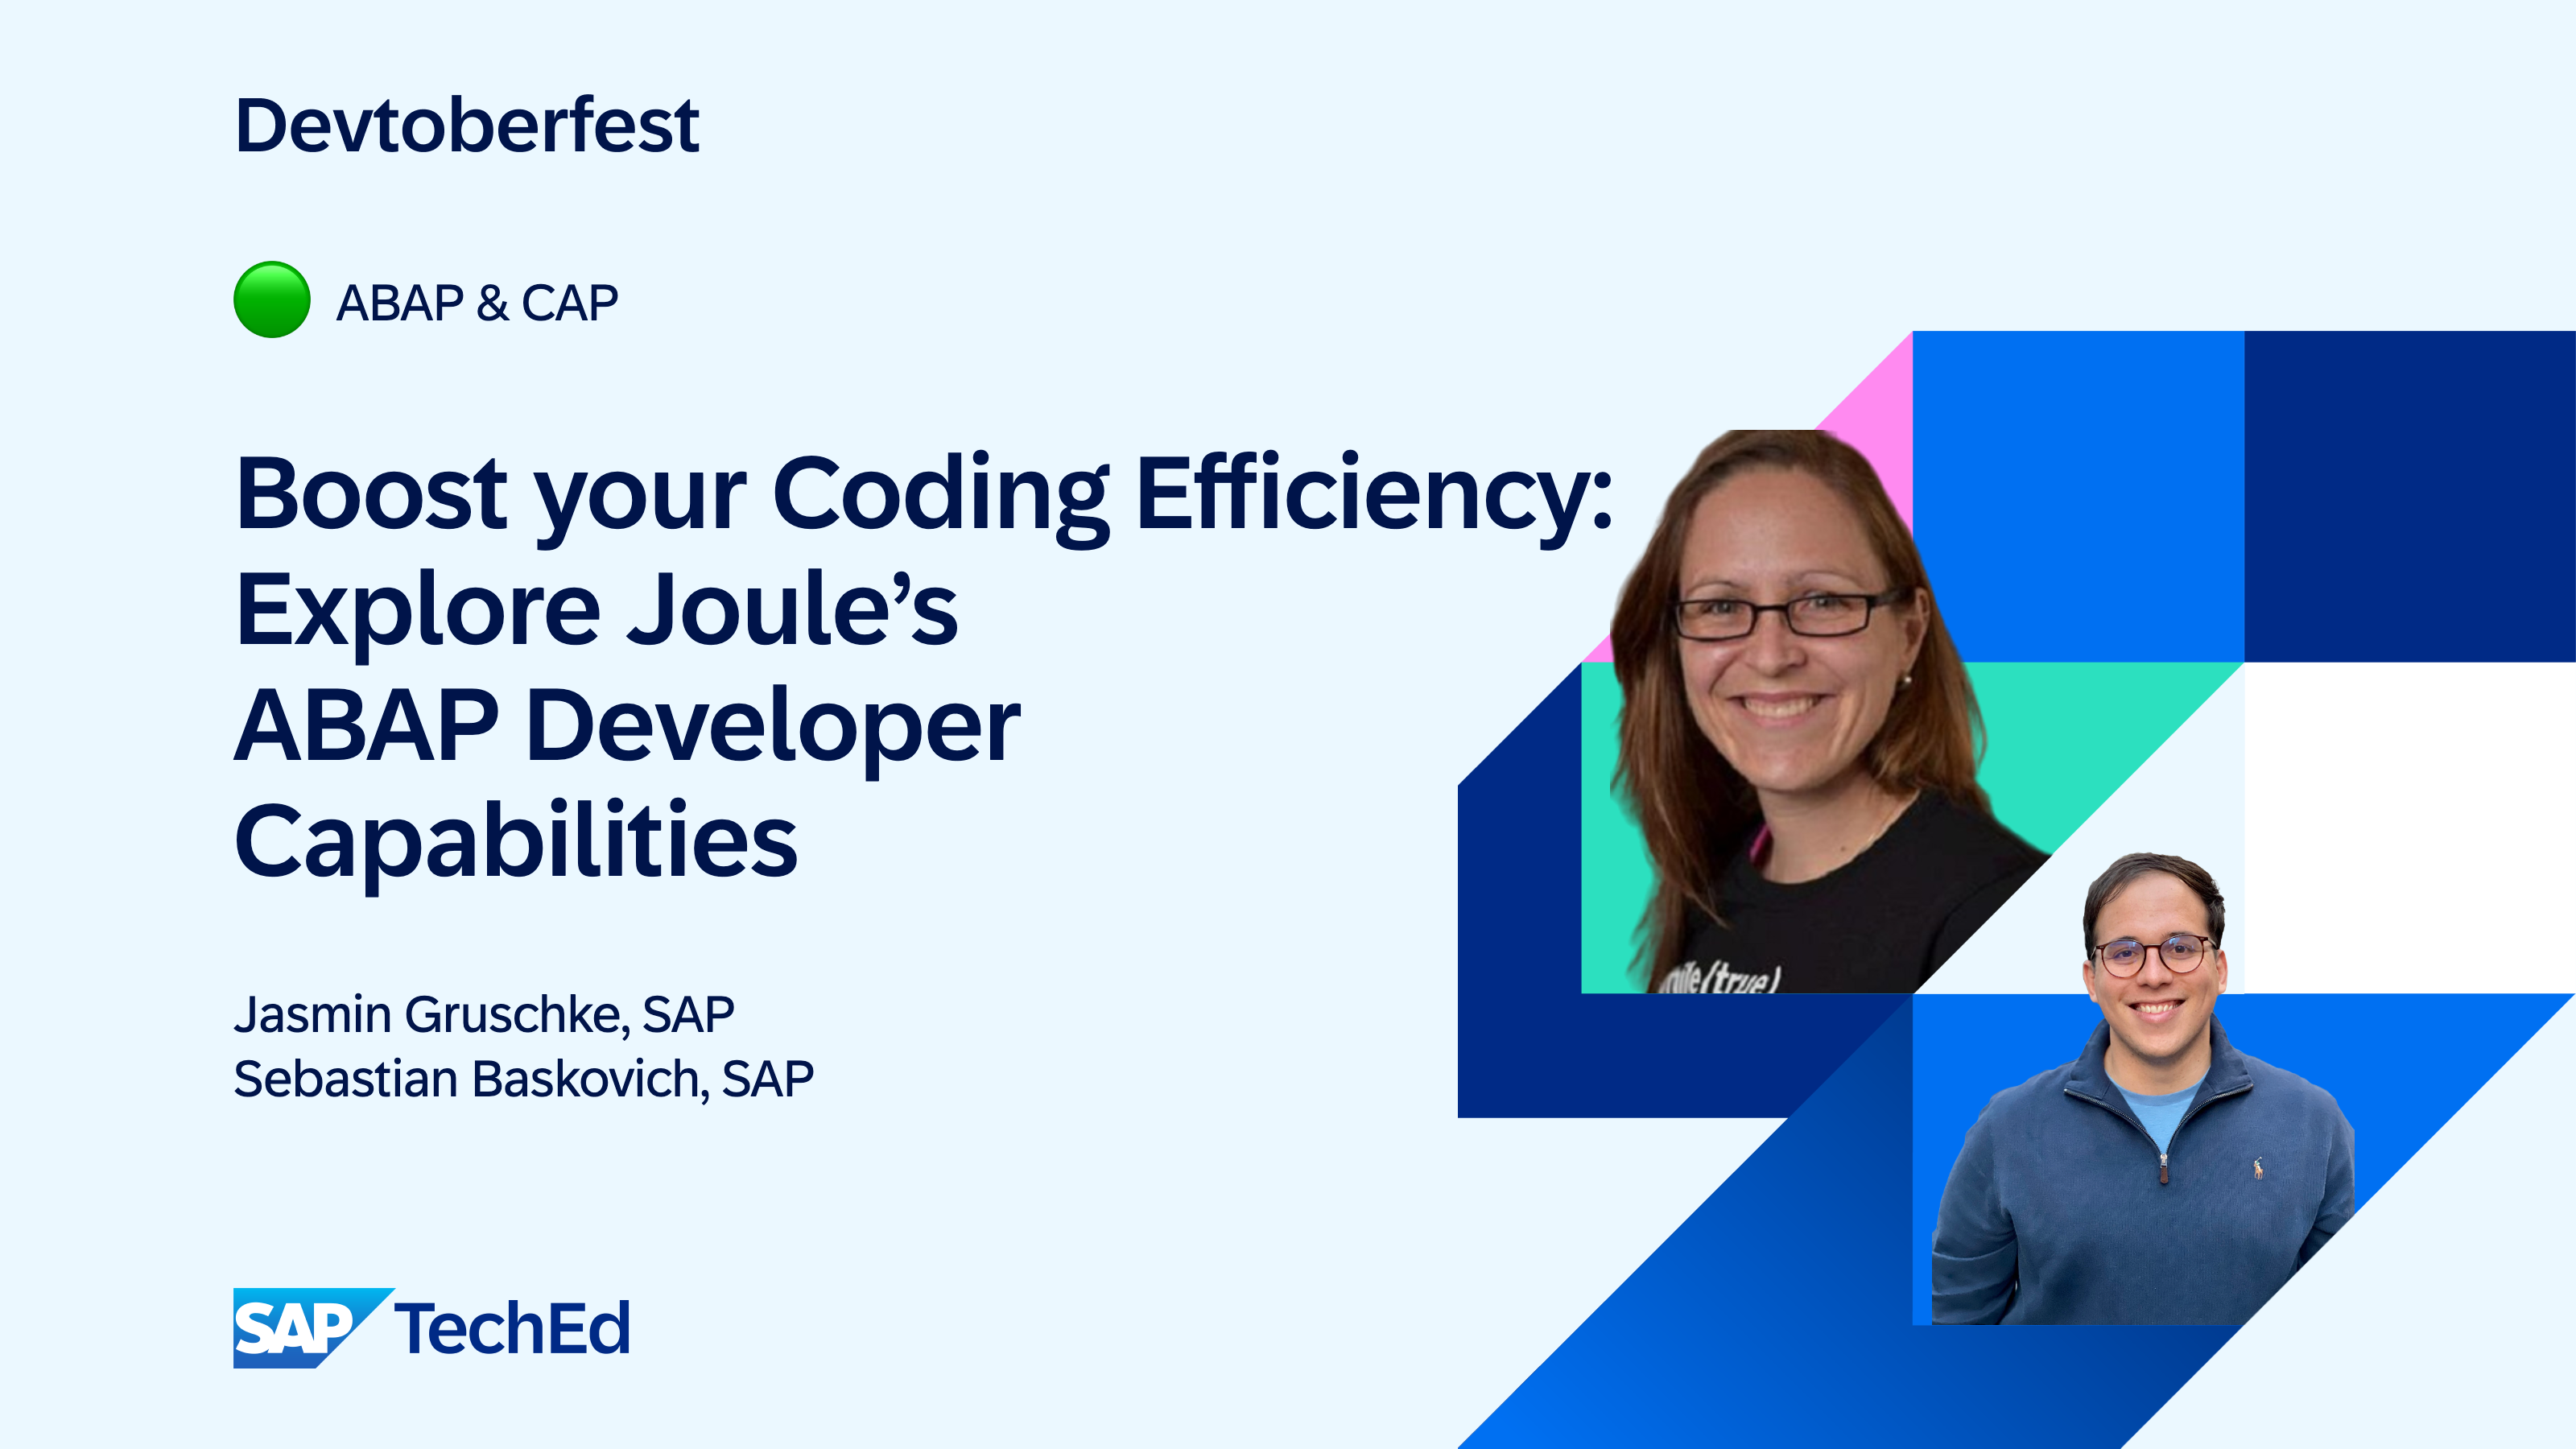 Devtoberfest
ABAP & CAP
Boost your Coding Efficiency:
Explore Joule’s
ABAP Developer
Capabilities
(true)
Jasmin Gruschke, SAP
Sebastian Baskovich, SAP
SAP TechEd